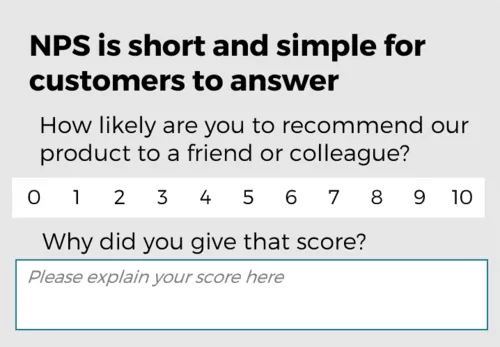 NPS is short and simple for
customers to answer
How likely are you to recommend our
product to a friend or colleague?
0 1 2 3 4 5 6 7 8 9 10
Why did you give that score?
Please explain your score here